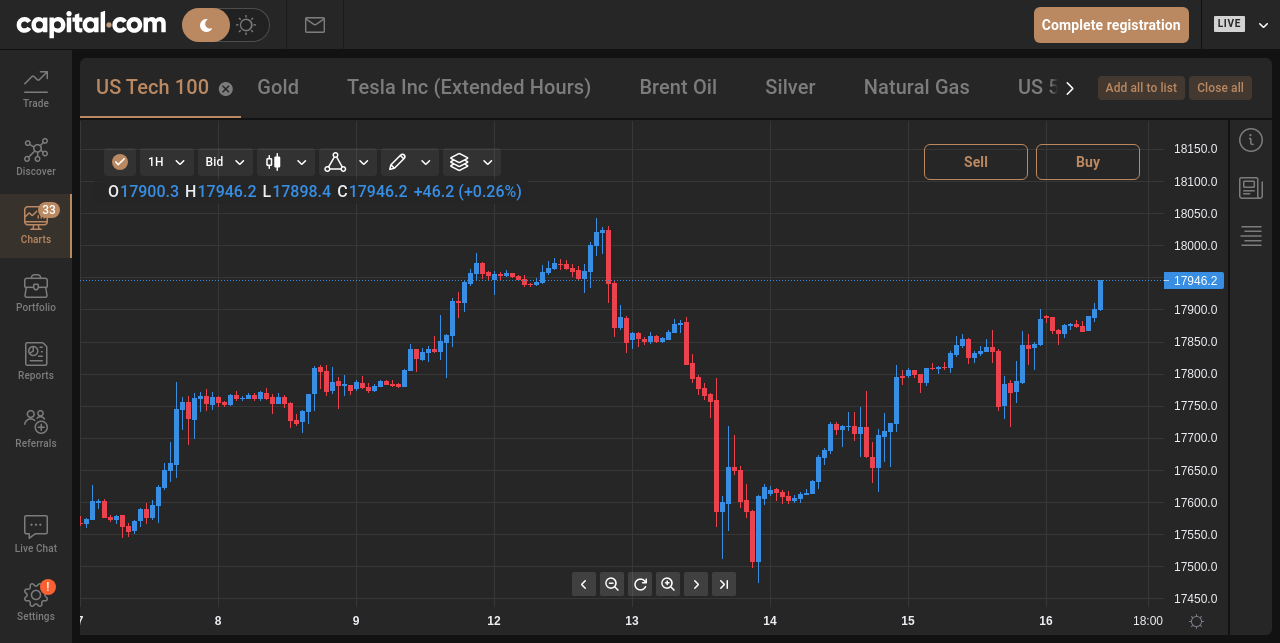 capital.com
Complete registration
LIVE
Trade
Discover
33
Charts
Portfolio
Reports
Referrals
Live Chat
!
Settings
US Tech 100 Gold Tesla Inc (Extended Hours) Brent Oil Silver Natural Gas US 5
Add all to list Close all
1H Bid
Sell Buy
O17900.3 H17946.2 L17898.4 C17946.2 +46.2 (+0.26%)
18150.0
18100.0
18050.0
18000.0
17946.2
17900.0
17850.0
17800.0
17750.0
17700.0
17650.0
17600.0
17550.0
17500.0
17450.0
7 8 9 12 13 14 15 16 18:00